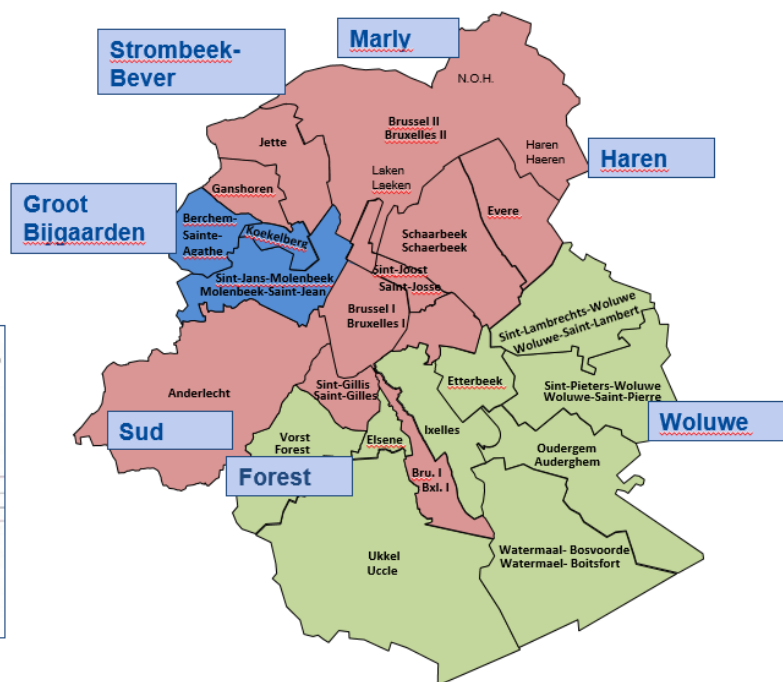 Marly
Strombeek-
Bever
N.O.H.
Brussel II
Bruxelles II
Jette
Haren
Haeren
Haren
Laken
Laeken
Ganshoren
Groot
Bijgaarden
Berchem-
Sainte-
Agathe
Koekelberg
Schaarbeek
Schaerbeek
Evere
Sint-Joost
Saint-Josse
Sint-Jans-Molenbeek
Molenbeek-Saint-Jean
Brussel I
Bruxelles I
Sint-Lambrechts-Woluwe
Woluwe-Saint-Lambert
Etterbeek
Sint-Pieters-Woluwe
Woluwe-Saint-Pierre
Anderlecht
Sint-Gillis
Saint-Gilles
Woluwe
Sud
Vorst
Forest
Elsene
Ixelles
Oudergem
Auderghem
Forest
Bru. I
Bxl. I
Ukkel
Uccle
Watermaal- Bosvoorde
Watermael- Boitsfort